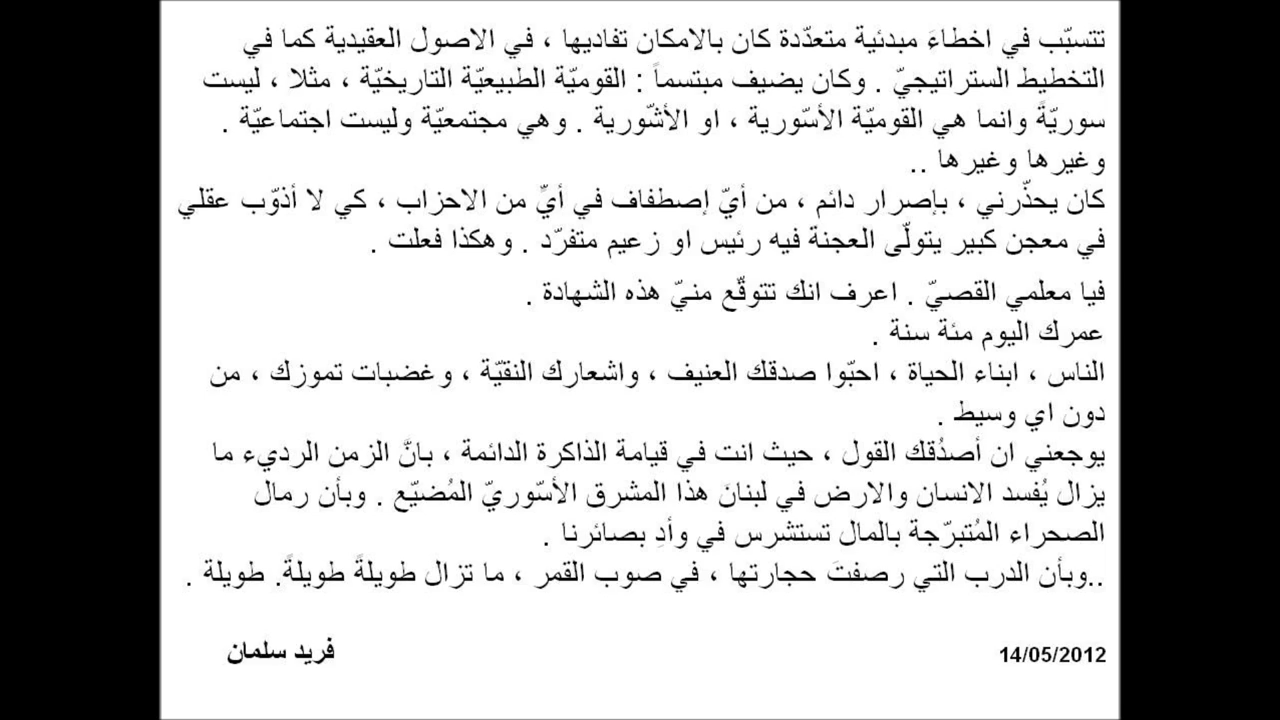 تتسبّب في اخطاءَ مبدئية متعدّدة كان بالامكان تفاديها ، في الاصول العقيدية كما في
التخطيط الستراتيجيّ . وكان يضيف مبتسماً : القوميّة الطبيعيّة التاريخيّة ، مثلا ، ليست
سوريّةً وانما هي القوميّة الأسّورية ، او الأشّورية . وهي مجتمعيّة وليست اجتماعيّة .
وغيرها وغيرها ..
كان يحذّرني ، بإصرار دائم ، من أيّ إصطفاف في أيٍّ من الاحزاب ، كي لا أذوّب عقلي
في معجن كبير يتولّى العجنة فيه رئيس او زعيم متفرّد . وهكذا فعلت .
فيا معلمي القصيّ . اعرف انك تتوقّع منيّ هذه الشهادة .
عمرك اليوم مئة سنة .
الناس ، ابناء الحياة ، احبّوا صدقك العنيف ، واشعارك النقيّة ، وغضبات تموزك ، من
دون اي وسيط .
يوجعني ان أصدُقك القول ، حيث انت في قيامة الذاكرة الدائمة ، بانَّ الزمن الرديء ما
يزال يُفسد الانسان والارض في لبنانَ هذا المشرق الأسّوريّ المُضيّع . وبأن رمال
الصحراء المُتبرّجة بالمال تستشرس في وأدِ بصائرنا .
..وبأن الدرب التي رصفتَ حجارتها ، في صوب القمر ، ما تزال طويلةً طويلةً. طويلة .
14/05/2012 فريد سلمان